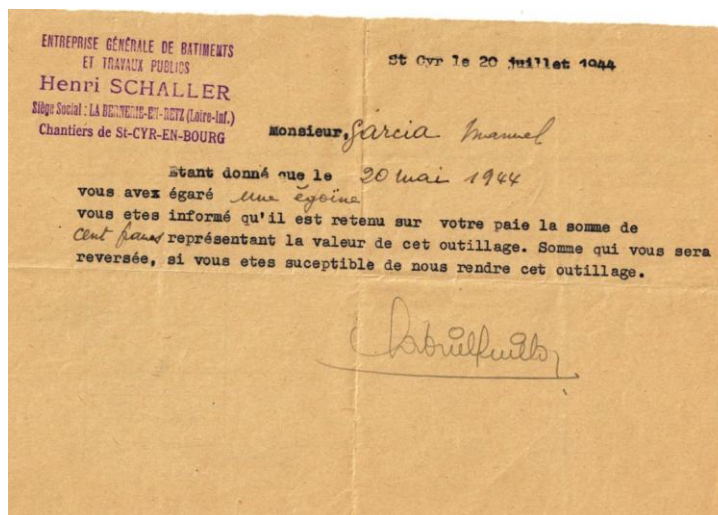 ENTREPRISE GÉNÉRALE DE BATIMENTS
ET TRAVAUX PUBLICS
Henri SCHALLER
Siège Social : LA BERNERIE-EN-RETZ (Loire-Inf.)
Chantiers de St-CYR-EN-BOURG
St Cyr le 20 juillet 1944
Monsieur, Garcia Manuel
Etant donné que le 20 mai 1944
vous avex égaré une égoïne
vous etes informé qu'il est retenu sur votre paie la somme de
cent francs représentant la valeur de cet outillage. Somme qui vous sera
reversée, si vous etes suceptible de nous rendre cet outillage.